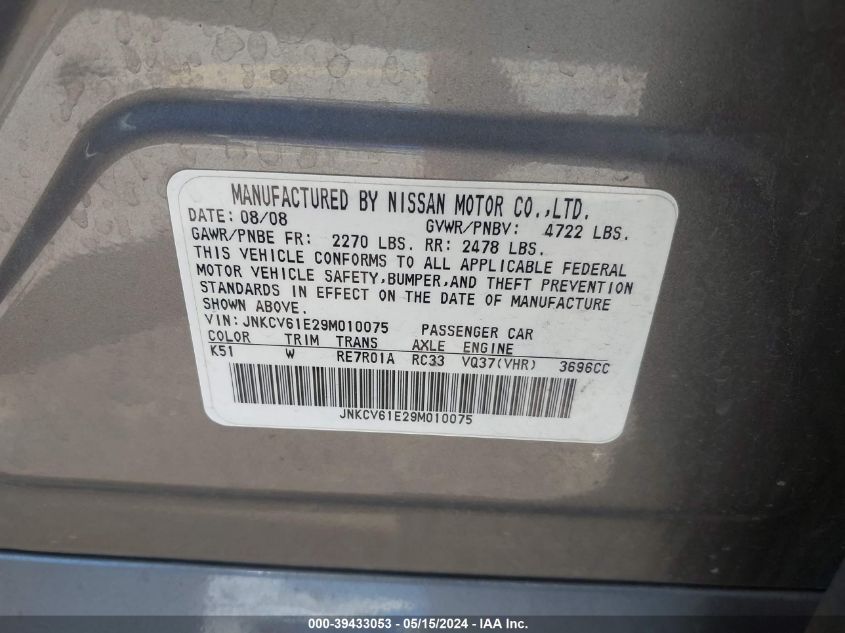 MANUFACTURED BY NISSAN MOTOR CO.,LTD.
DATE: 08/08 GVWR/PNBV: 4722 LBS.
GAWR/PNBE FR: 2270 LBS. RR: 2478 LBS.
THIS VEHICLE CONFORMS TO ALL APPLICABLE FEDERAL
MOTOR VEHICLE SAFETY,BUMPER,AND THEFT PREVENTION
STANDARDS IN EFFECT ON THE DATE OF MANUFACTURE
SHOWN ABOVE.
VIN: JNKCV61E29M010075 PASSENGER CAR
COLOR TRIM TRANS AXLE ENGINE
K51 W RE7R01A RC33 VQ37(VHR) 3696CC
JNKCV61E29M010075
000-39433053 - 05/15/2024 - IAA Inc.